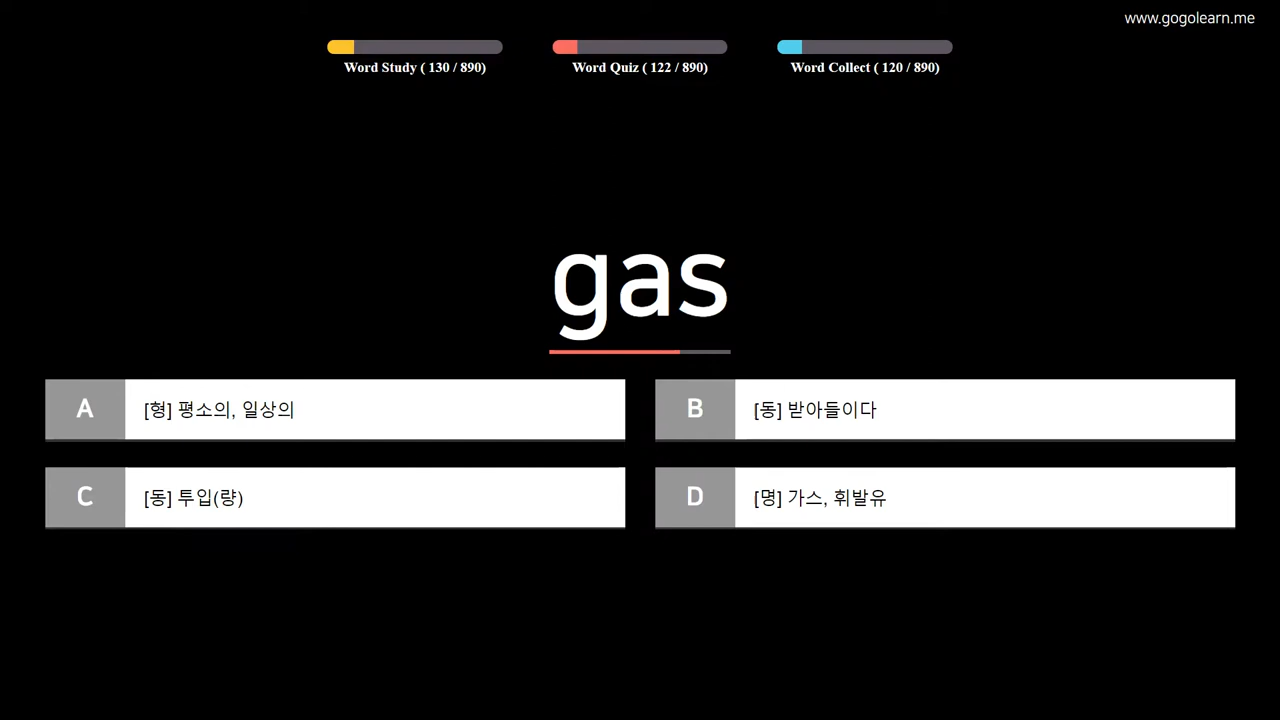 www.gogolearn.me
Word Study ( 130 / 890)
Word Quiz ( 122 / 890)
Word Collect ( 120 / 890)
gas
A [형] 평소의, 일상의
B [동] 받아들이다
C [동] 투입(량)
D [명] 가스, 휘발유